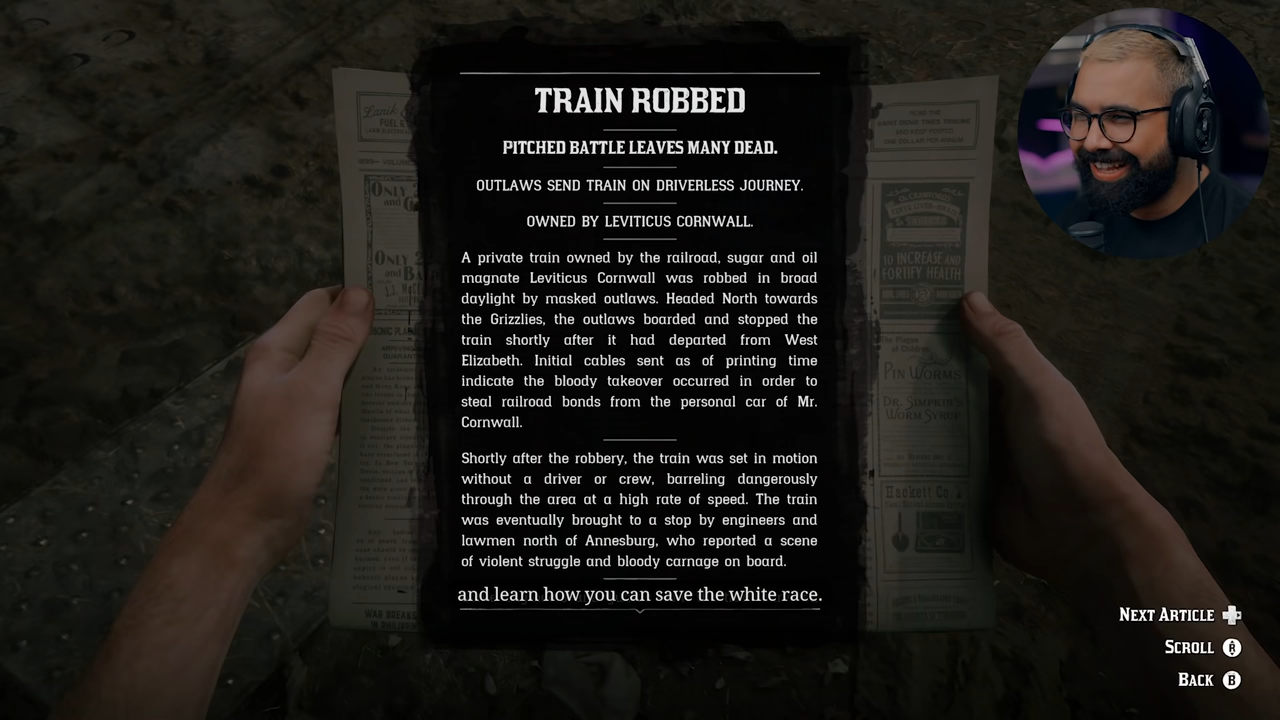 TRAIN ROBBED
PITCHED BATTLE LEAVES MANY DEAD.
OUTLAWS SEND TRAIN ON DRIVERLESS JOURNEY.
OWNED BY LEVITICUS CORNWALL.
A private train owned by the railroad, sugar and oil
magnate Leviticus Cornwall was robbed in broad
daylight by masked outlaws. Headed North towards
the Grizzlies, the outlaws boarded and stopped the
train shortly after it had departed from West
Elizabeth. Initial cables sent as of printing time
indicate the bloody takeover occurred in order to
steal railroad bonds from the personal car of Mr.
Cornwall.
Shortly after the robbery, the train was set in motion
without a driver or crew, barreling dangerously
through the area at a high rate of speed. The train
was eventually brought to a stop by engineers and
lawmen north of Annesburg, who reported a scene
of violent struggle and bloody carnage on board.
and learn how you can save the white race.
PIN WORMS
DR. SIMPKIN'S
WORM SYRUP
Hackett Co.
NEXT ARTICLE
SCROLL
BACK B